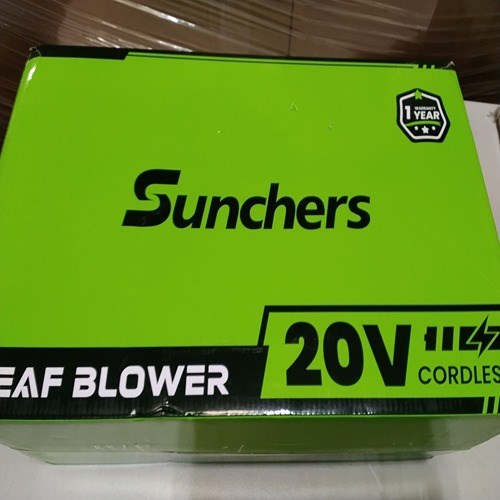 WARRANTY
1 YEAR
Sunchers
EAF BLOWER
20V
CORDLES